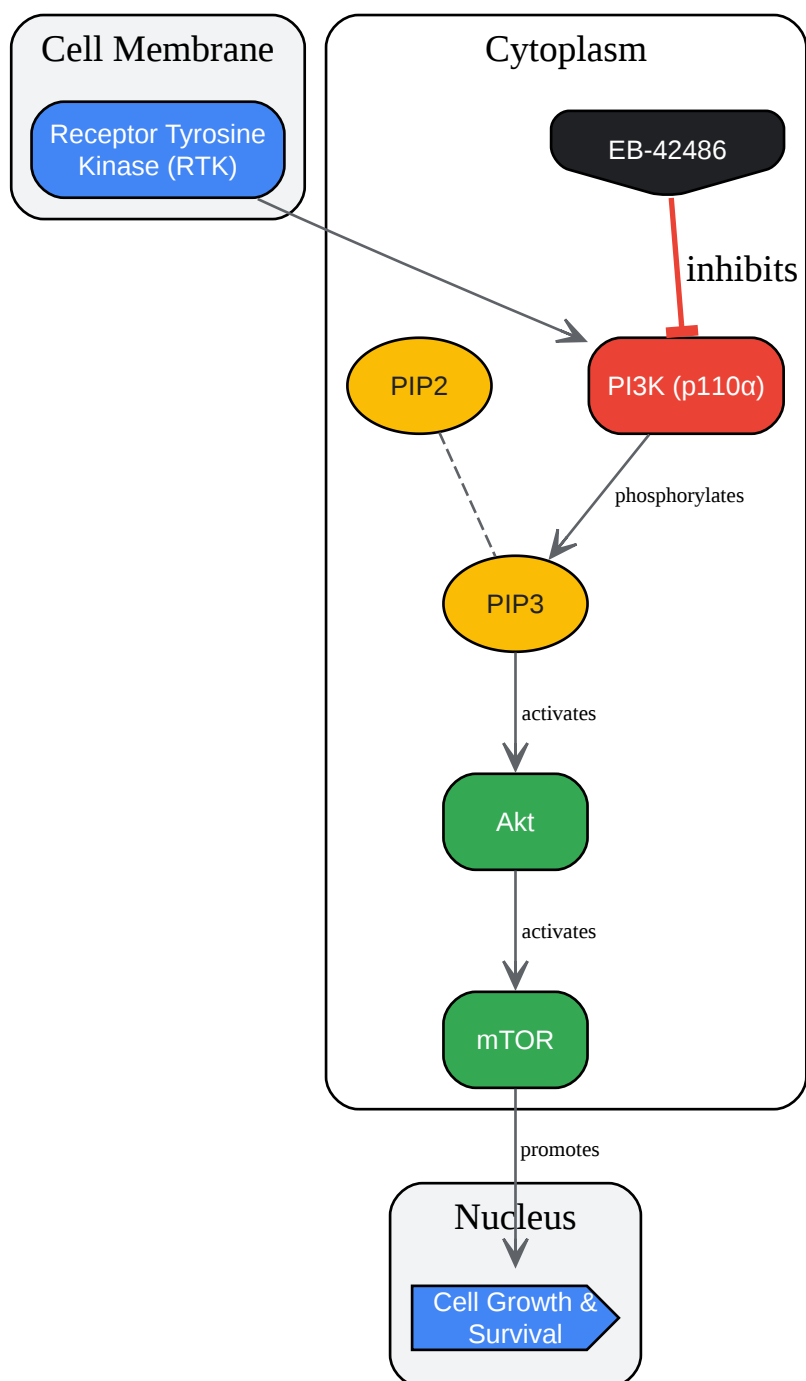 Cell Membrane
Cytoplasm
Receptor Tyrosine
Kinase (RTK)
EB-42486
inhibits
PIP2
PI3K (p110α)
phosphorylates
PIP3
activates
Akt
activates
mTOR
promotes
Nucleus
Cell Growth &
Survival